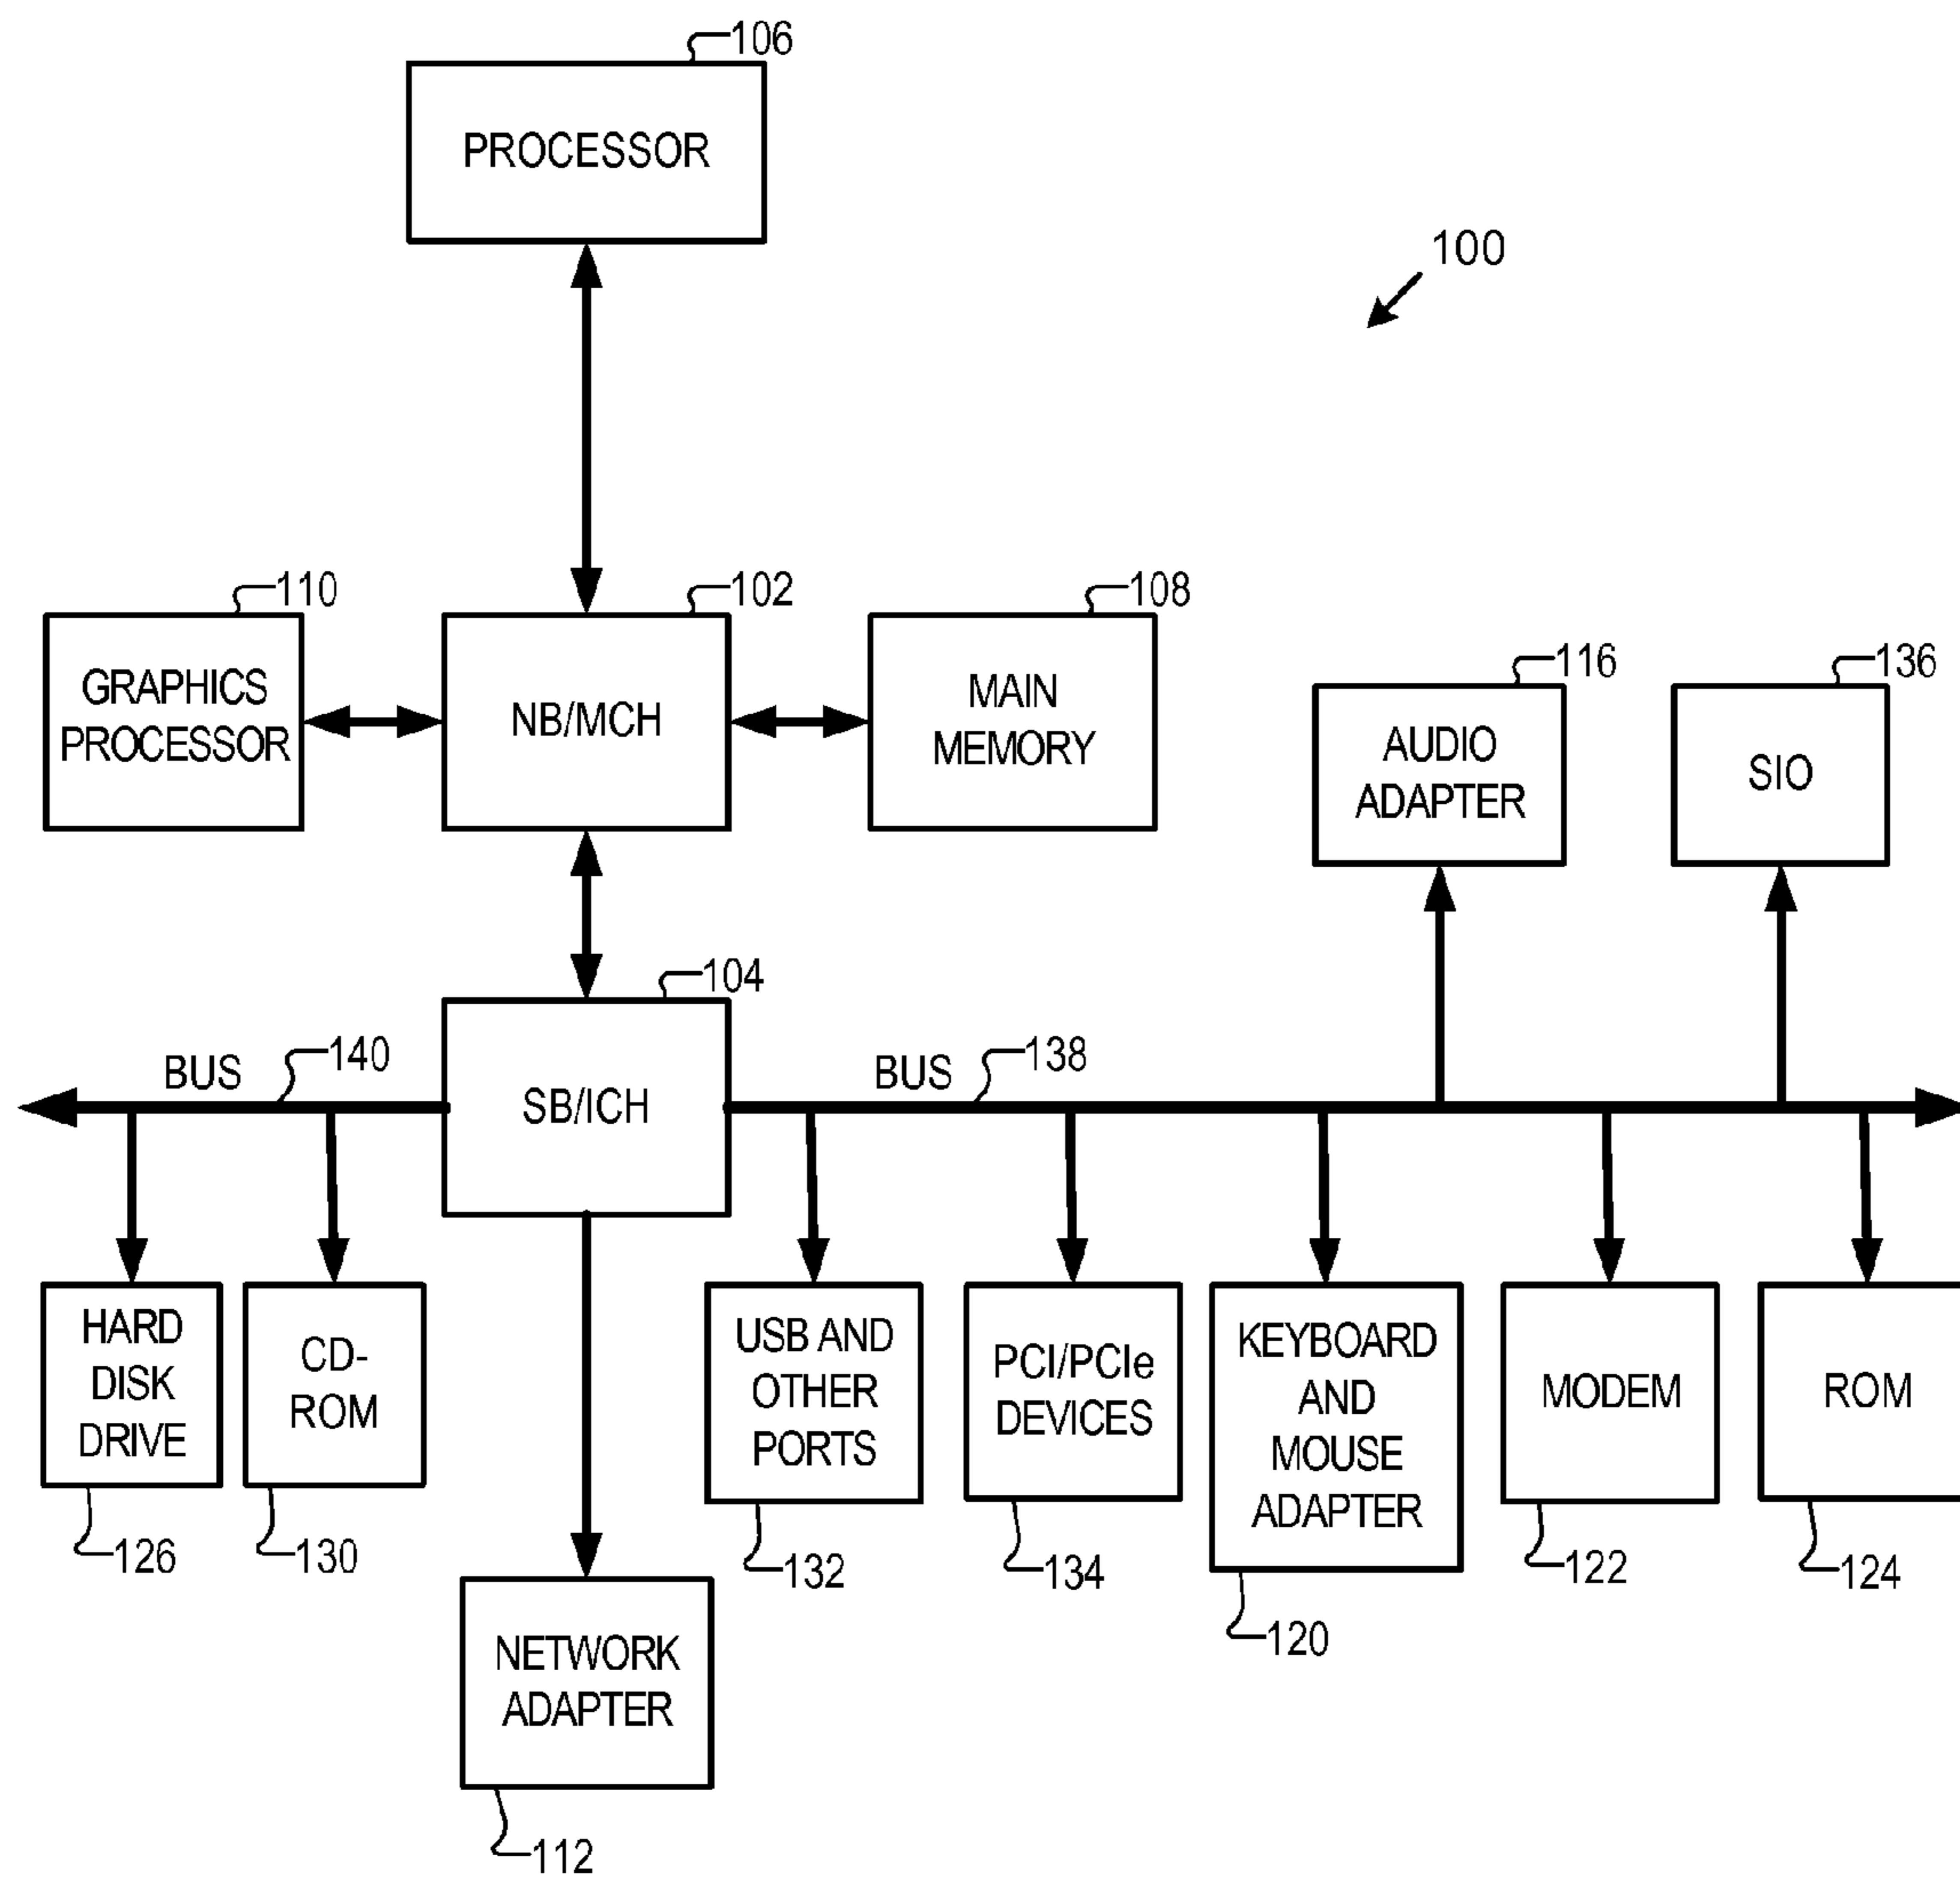 106
PROCESSOR
100
110
102
108
GRAPHICS
PROCESSOR
NB/MCH
MAIN
MEMORY
116
136
AUDIO
ADAPTER
SIO
104
BUS
140
SB/ICH
BUS
138
HARD
DISK
DRIVE
CD-
ROM
USB AND
OTHER
PORTS
PCI/PCIe
DEVICES
KEYBOARD
AND
MOUSE
ADAPTER
MODEM
ROM
126
130
132
134
120
122
124
NETWORK
ADAPTER
112